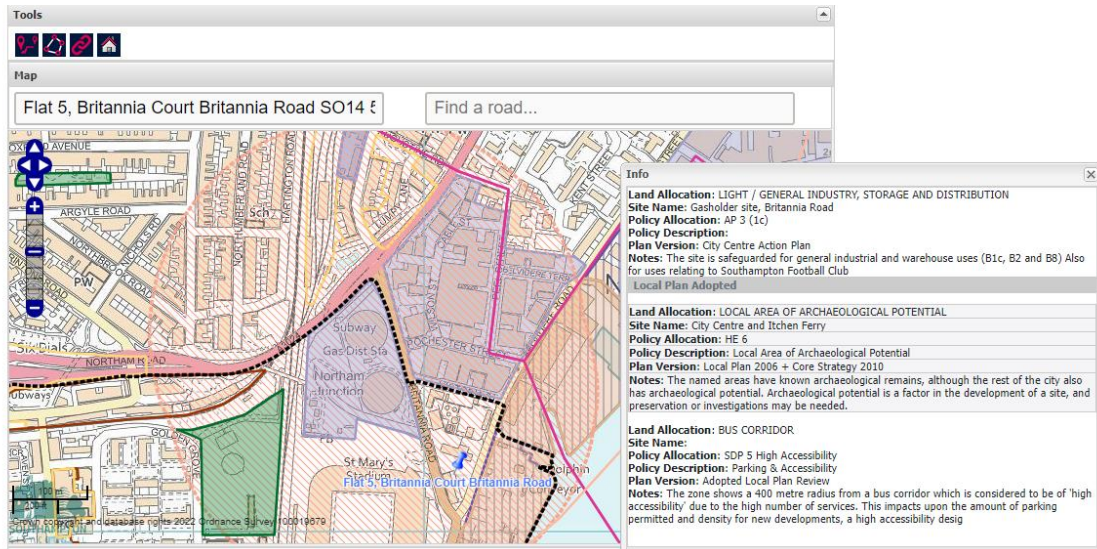 Tools
Map
Flat 5, Britannia Court Britannia Road SO14 5
Find a road...
ARGYLE ROAD
NORTHUMBERLAND ROAD
HARTINGTON ROAD
Sch
PW
Six Dials
NORTHAM ROAD
Subway
Gas Dist Sta
Northam
Junction
FB
ROCHESTER STREET
BRITANNIA ROAD
GOLDEN GROVE
St Mary's
Stadium
Flat 5, Britannia Court Britannia Road
Dolphin
Conveyor
100 m
200 ft
Crown copyright and database rights 2022 Ordnance Survey 100019679
Info
Land Allocation: LIGHT / GENERAL INDUSTRY, STORAGE AND DISTRIBUTION
Site Name: Gasholder site, Britannia Road
Policy Allocation: AP 3 (1c)
Policy Description:
Plan Version: City Centre Action Plan
Notes: The site is safeguarded for general industrial and warehouse uses (B1c, B2 and B8) Also
for uses relating to Southampton Football Club
Local Plan Adopted
Land Allocation: LOCAL AREA OF ARCHAEOLOGICAL POTENTIAL
Site Name: City Centre and Itchen Ferry
Policy Allocation: HE 6
Policy Description: Local Area of Archaeological Potential
Plan Version: Local Plan 2006 + Core Strategy 2010
Notes: The named areas have known archaeological remains, although the rest of the city also
has archaeological potential. Archaeological potential is a factor in the development of a site, and
preservation or investigations may be needed.
Land Allocation: BUS CORRIDOR
Site Name:
Policy Allocation: SDP 5 High Accessibility
Policy Description: Parking & Accessibility
Plan Version: Adopted Local Plan Review
Notes: The zone shows a 400 metre radius from a bus corridor which is considered to be of 'high
accessibility' due to the high number of services. This impacts upon the amount of parking
permitted and density for new developments, a high accessibility desig